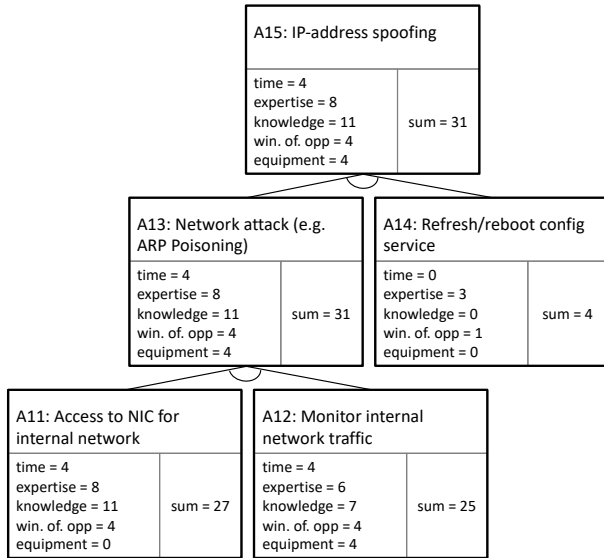 A15: IP-address spoofing
time = 4
expertise = 8
knowledge = 11
win. of. opp = 4
equipment = 4
sum = 31
A13: Network attack (e.g.
ARP Poisoning)
time = 4
expertise = 8
knowledge = 11
win. of. opp = 4
equipment = 4
sum = 31
A14: Refresh/reboot config
service
time = 0
expertise = 3
knowledge = 0
win. of. opp = 1
equipment = 0
sum = 4
A11: Access to NIC for
internal network
time = 4
expertise = 8
knowledge = 11
win. of. opp = 4
equipment = 0
sum = 27
A12: Monitor internal
network traffic
time = 4
expertise = 6
knowledge = 7
win. of. opp = 4
equipment = 4
sum = 25